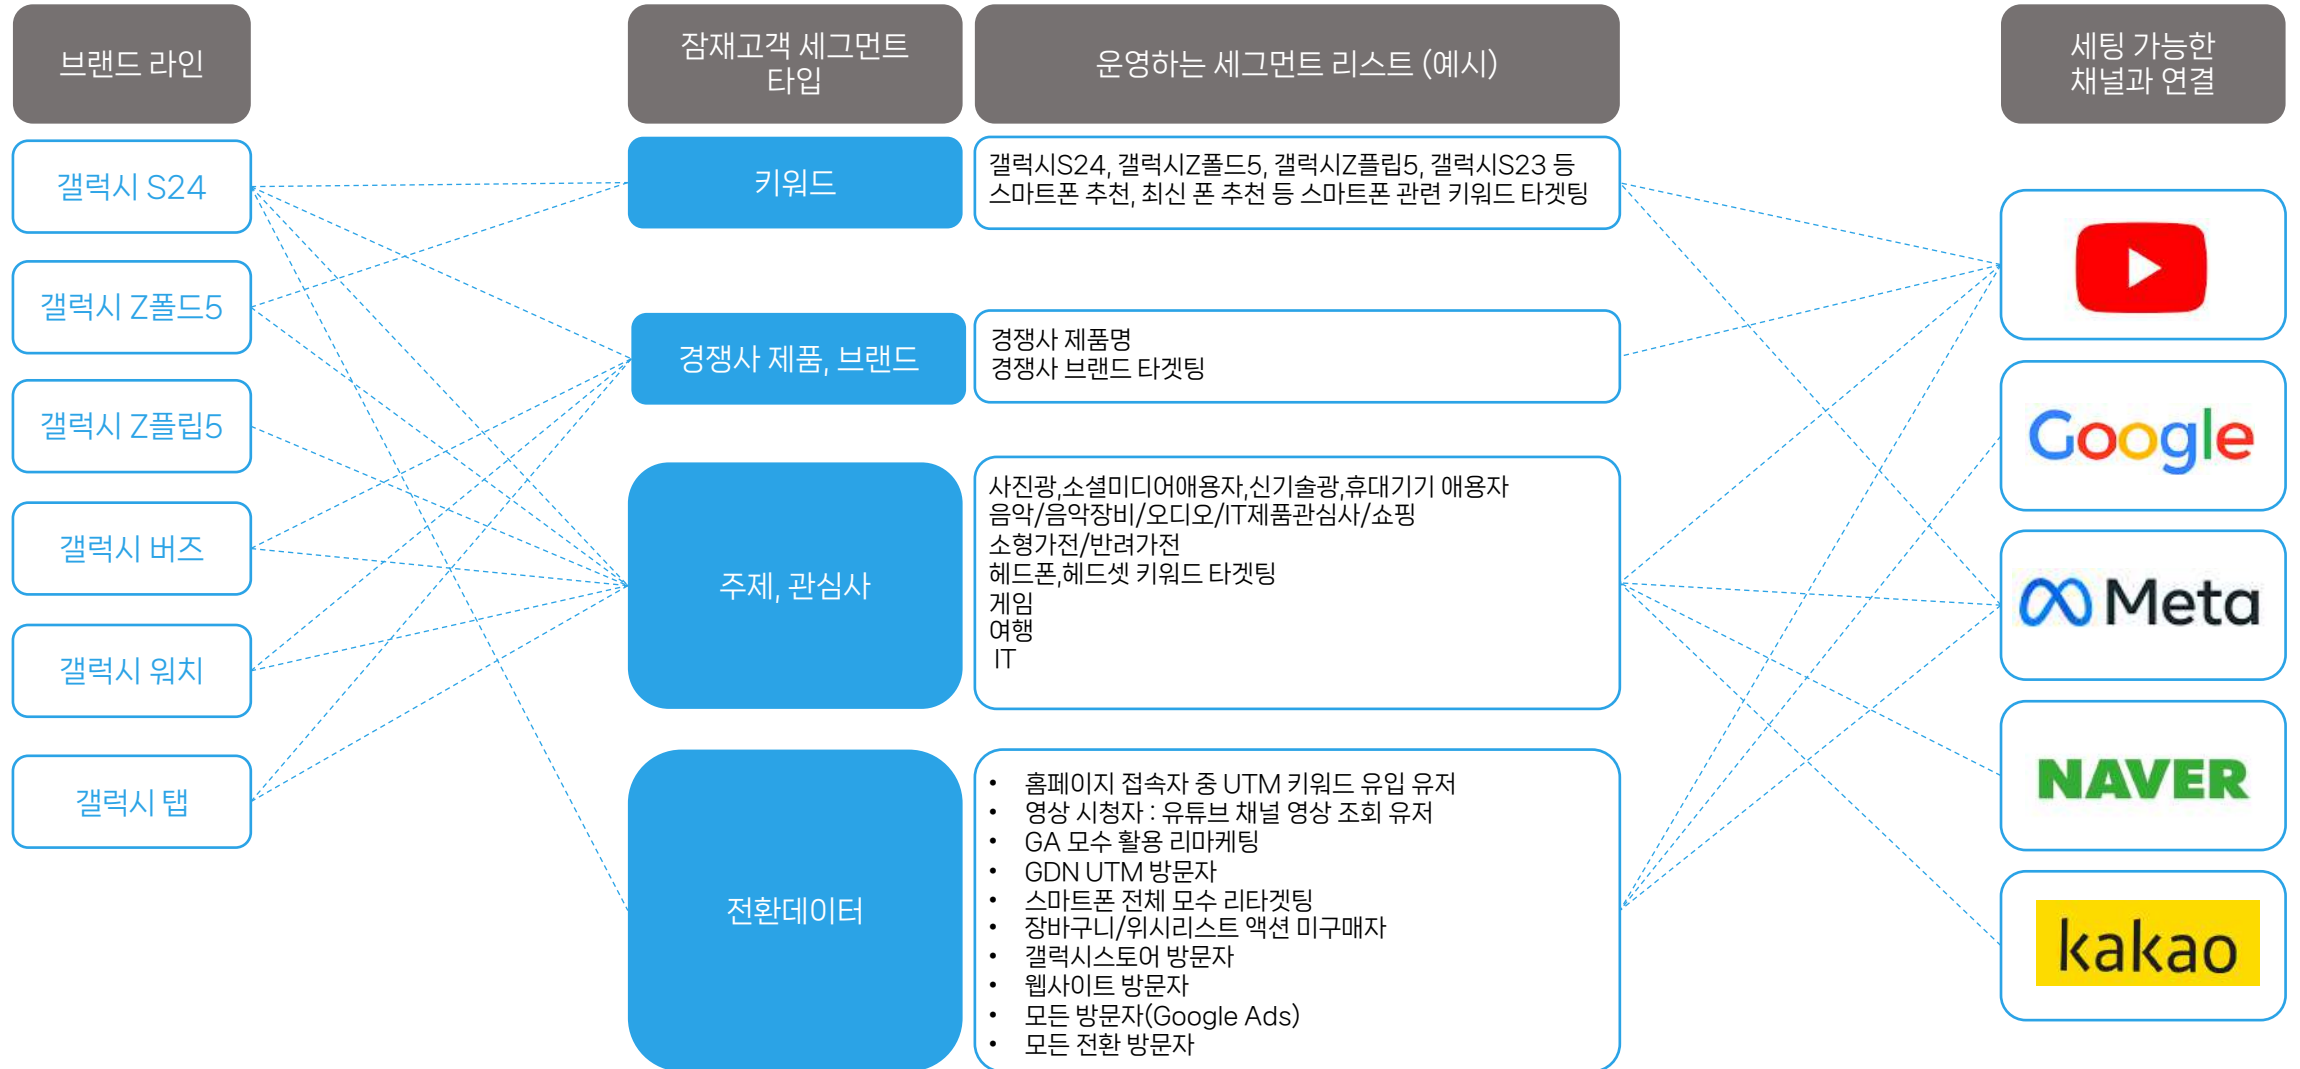 브랜드 라인
잠재고객 세그먼트
타입
운영하는 세그먼트 리스트 (예시)
세팅 가능한
채널과 연결
갤럭시 S24
갤럭시 Z폴드5
갤럭시 Z플립5
갤럭시 버즈
갤럭시 워치
갤럭시 탭
키워드
갤럭시S24, 갤럭시Z폴드5, 갤럭시Z플립5, 갤럭시S23 등
스마트폰 추천, 최신 폰 추천 등 스마트폰 관련 키워드 타겟팅
경쟁사 제품, 브랜드
경쟁사 제품명
경쟁사 브랜드 타겟팅
주제, 관심사
사진광,소셜미디어애용자,신기술광,휴대기기 애용자
음악/음악장비/오디오/IT제품관심사/쇼핑
소형가전/반려가전
헤드폰,헤드셋 키워드 타겟팅
게임
여행
IT
전환데이터
• 홈페이지 접속자 중 UTM 키워드 유입 유저
• 영상 시청자 : 유튜브 채널 영상 조회 유저
• GA 모수 활용 리마케팅
• GDN UTM 방문자
• 스마트폰 전체 모수 리타겟팅
• 장바구니/위시리스트 액션 미구매자
• 갤럭시스토어 방문자
• 웹사이트 방문자
• 모든 방문자(Google Ads)
• 모든 전환 방문자
Google
Meta
NAVER
kakao